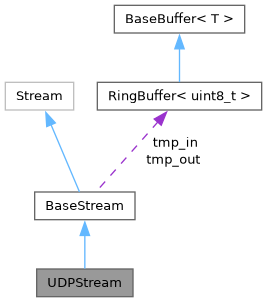 BaseBuffer< T >
Stream
RingBuffer< uint8_t >
tmp_in
tmp_out
BaseStream
UDPStream